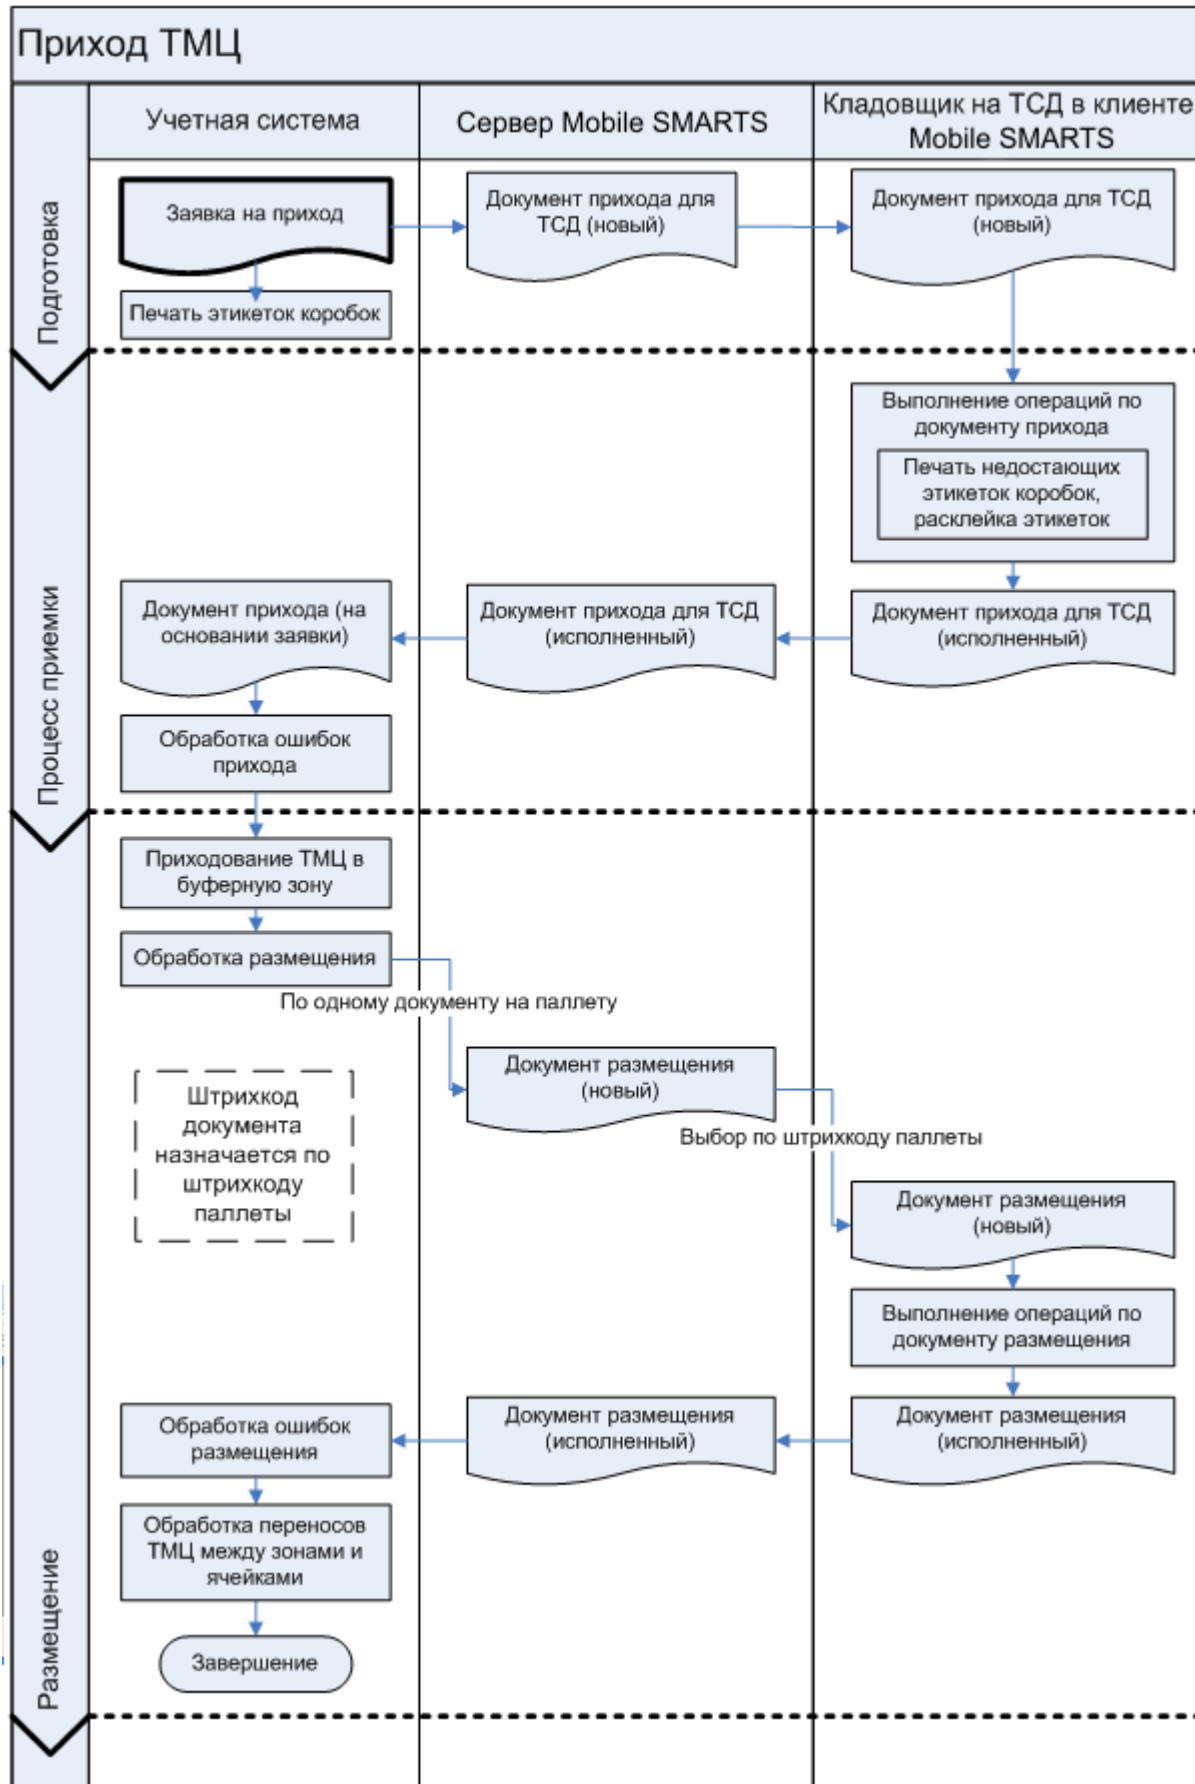 Приход ТМЦ
Учетная система
Сервер Mobile SMARTS
Кладовщик на ТСД в клиенте
Mobile SMARTS
Подготовка
Заявка на приход
Документ прихода для
ТСД (новый)
Документ прихода для ТСД
(новый)
Печать этикеток коробок
Процесс приемки
Выполнение операций по
документу прихода
Печать недостающих
этикеток коробок,
расклейка этикеток
Документ прихода (на
основании заявки)
Документ прихода для ТСД
(исполненный)
Документ прихода для ТСД
(исполненный)
Обработка ошибок
прихода
Размещение
Приходование ТМЦ в
буферную зону
Обработка размещения
По одному документу на паллету
Документ размещения
(новый)
Штрихкод
документа
назначается по
штрихкоду
паллеты
Выбор по штрихкоду паллеты
Документ размещения
(новый)
Выполнение операций по
документу размещения
Обработка ошибок
размещения
Документ размещения
(исполненный)
Документ размещения
(исполненный)
Обработка переносов
ТМЦ между зонами и
ячейками
Завершение